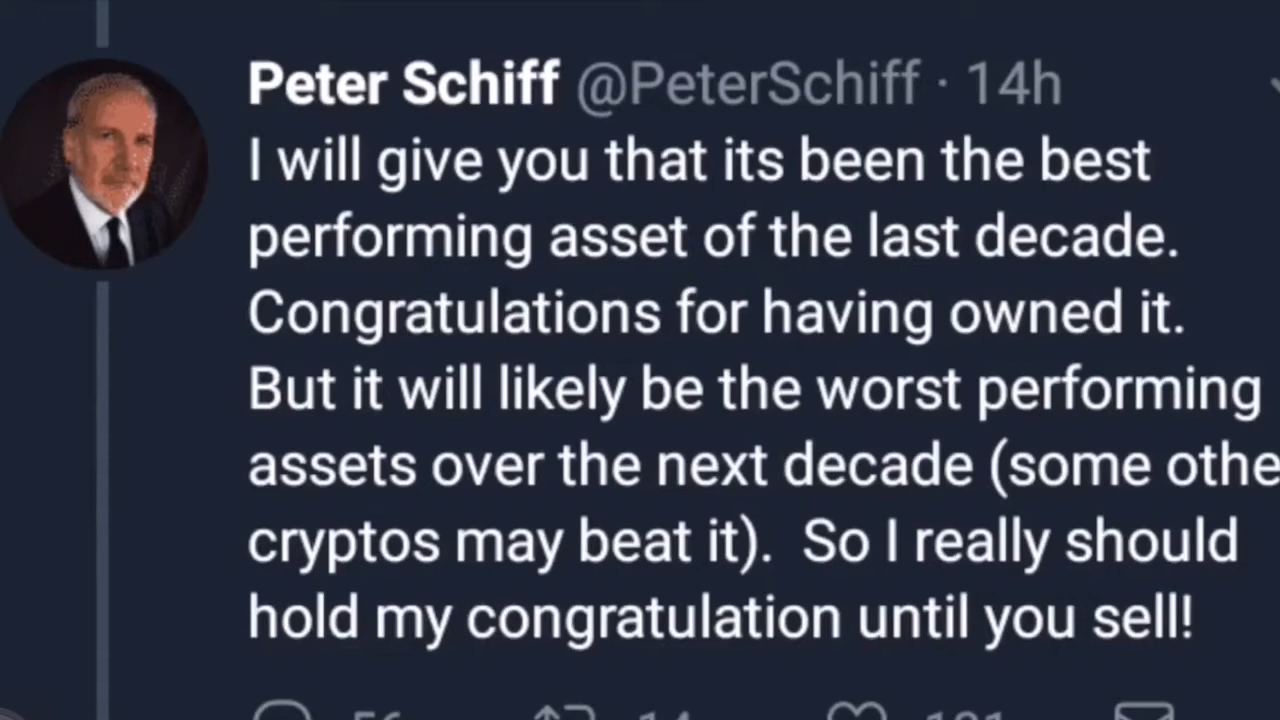 Peter Schiff @PeterSchiff · 14h
I will give you that its been the best
performing asset of the last decade.
Congratulations for having owned it.
But it will likely be the worst performing
assets over the next decade (some othe
cryptos may beat it).  So I really should
hold my congratulation until you sell!